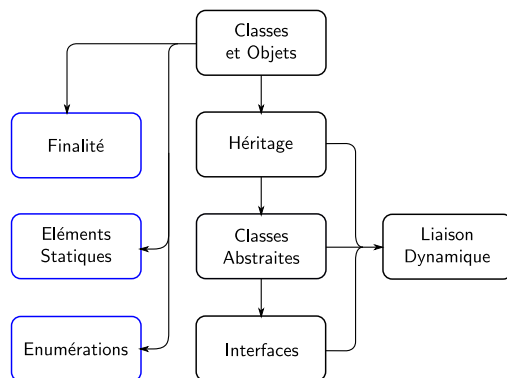 Classes
et Objets
Finalité
Héritage
Eléments
Statiques
Classes
Abstraites
Liaison
Dynamique
Enumérations
Interfaces